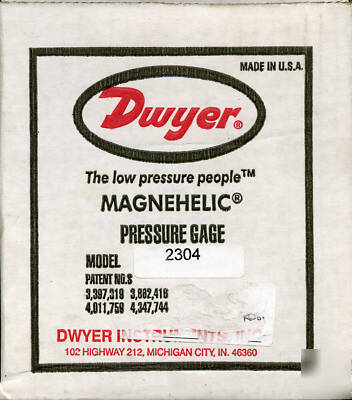 MADE IN U.S.A.
Dwyer®
The low pressure people™
MAGNEHELIC®
PRESSURE GAGE
MODEL 2304
PATENT NO.S
3,397,319 3,862,416
4,011,759 4,347,744
DWYER INSTRUMENTS, INC.
102 HIGHWAY 212, MICHIGAN CITY, IN. 46360